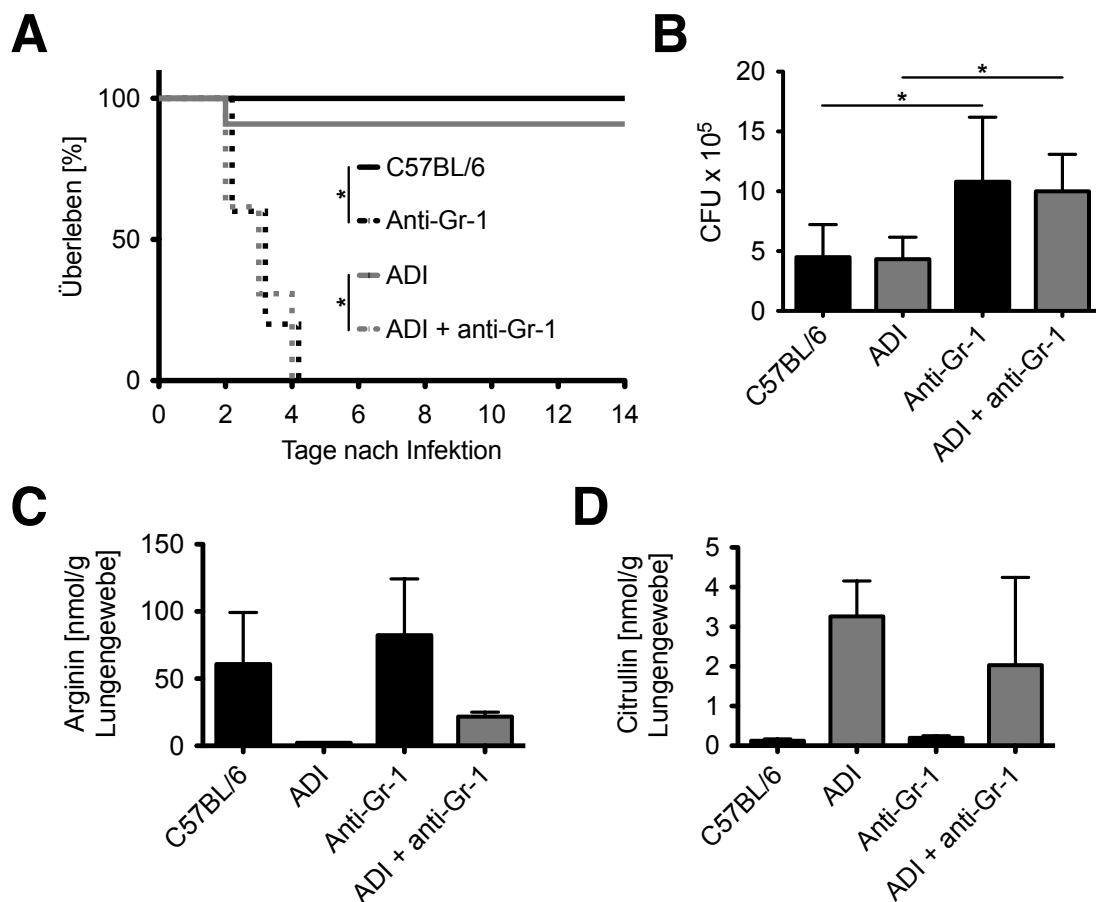 A
Überleben [%]
100
50
0
0 2 4 6 8 10 12 14
Tage nach Infektion
C57BL/6
*
Anti-Gr-1
ADI
*
ADI + anti-Gr-1
B
CFU x 10⁵
20
15
10
5
0
*
*
C57BL/6
ADI
Anti-Gr-1
ADI + anti-Gr-1
C
Arginin [nmol/g
Lungengewebe]
150
100
50
0
C57BL/6
ADI
Anti-Gr-1
ADI + anti-Gr-1
D
Citrullin [nmol/g
Lungengewebe]
5
4
3
2
1
0
C57BL/6
ADI
Anti-Gr-1
ADI + anti-Gr-1